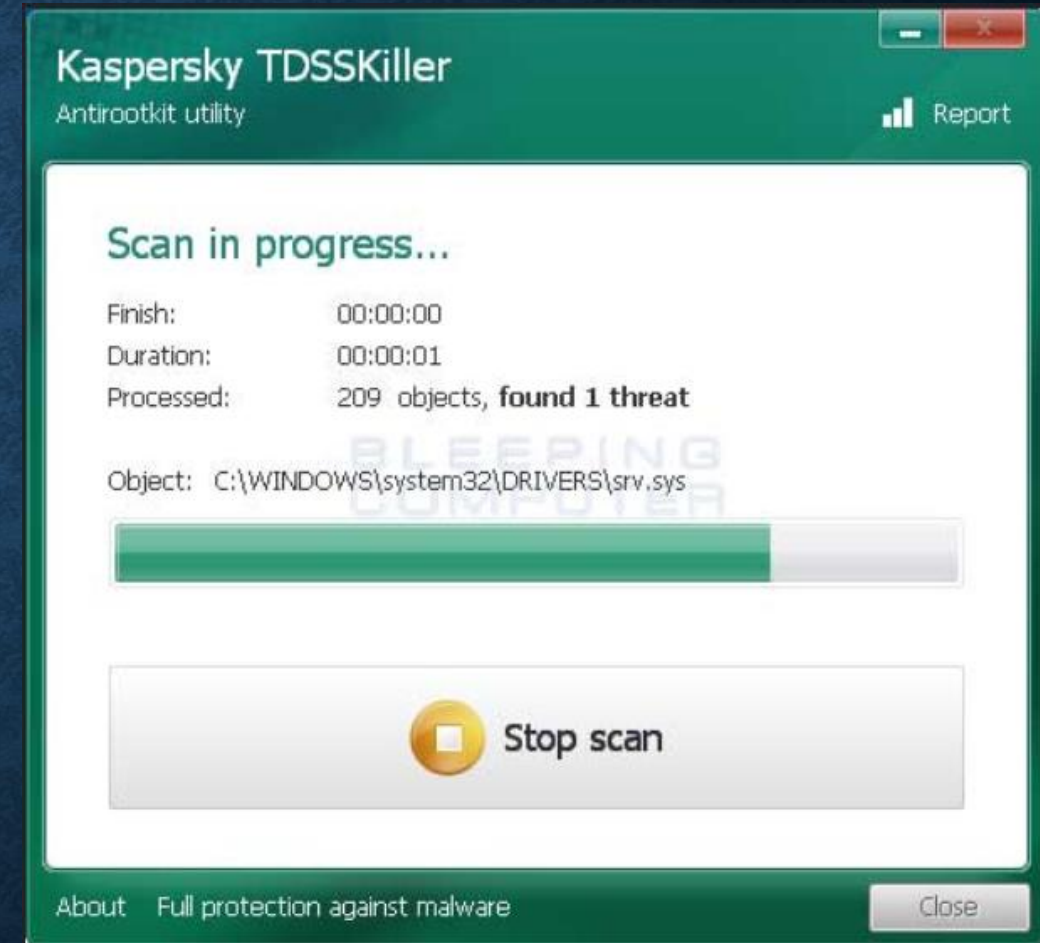 Kaspersky TDSSKiller
Antirootkit utility
Report
Scan in progress...
Finish: 00:00:00
Duration: 00:00:01
Processed: 209 objects, found 1 threat
BLEEPING
COMPUTER
Object: C:\WINDOWS\system32\DRIVERS\srv.sys
Stop scan
About Full protection against malware Close